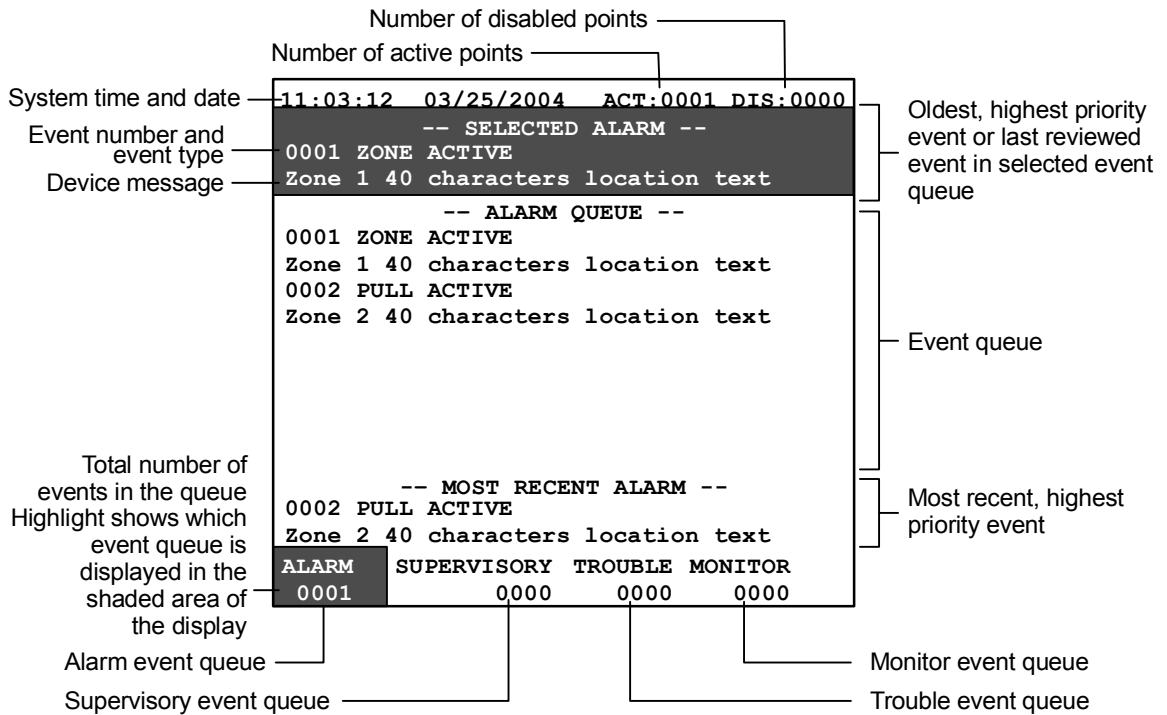 Number of disabled points
Number of active points
System time and date
11:03:12 03/25/2004 ACT:0001 DIS:0000
Event number and
event type
Device message
-- SELECTED ALARM --
0001 ZONE ACTIVE
Zone 1 40 characters location text
Oldest, highest priority
event or last reviewed
event in selected event
queue
-- ALARM QUEUE --
0001 ZONE ACTIVE
Zone 1 40 characters location text
0002 PULL ACTIVE
Zone 2 40 characters location text
Event queue
Total number of
events in the queue
Highlight shows which
event queue is
displayed in the
shaded area of
the display
-- MOST RECENT ALARM --
0002 PULL ACTIVE
Zone 2 40 characters location text
Most recent, highest
priority event
ALARM SUPERVISORY TROUBLE MONITOR
0001 0000 0000 0000
Alarm event queue
Monitor event queue
Supervisory event queue
Trouble event queue